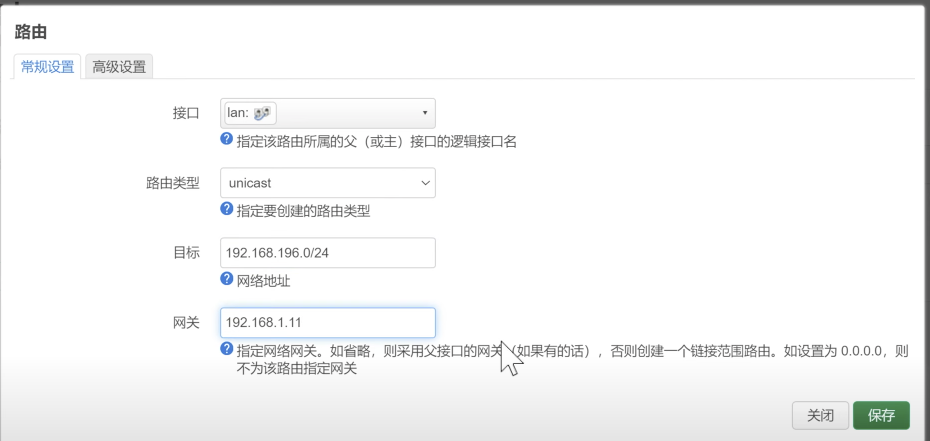 路由
常规设置 高级设置
接口 lan:
指定该路由所属的父（或主）接口的逻辑接口名
路由类型 unicast
指定要创建的路由类型
目标 192.168.196.0/24
网络地址
网关 192.168.1.11
指定网络网关。如省略，则采用父接口的网关（如果有的话），否则创建一个链接范围路由。如设置为 0.0.0.0，则
不为该路由指定网关
关闭 保存